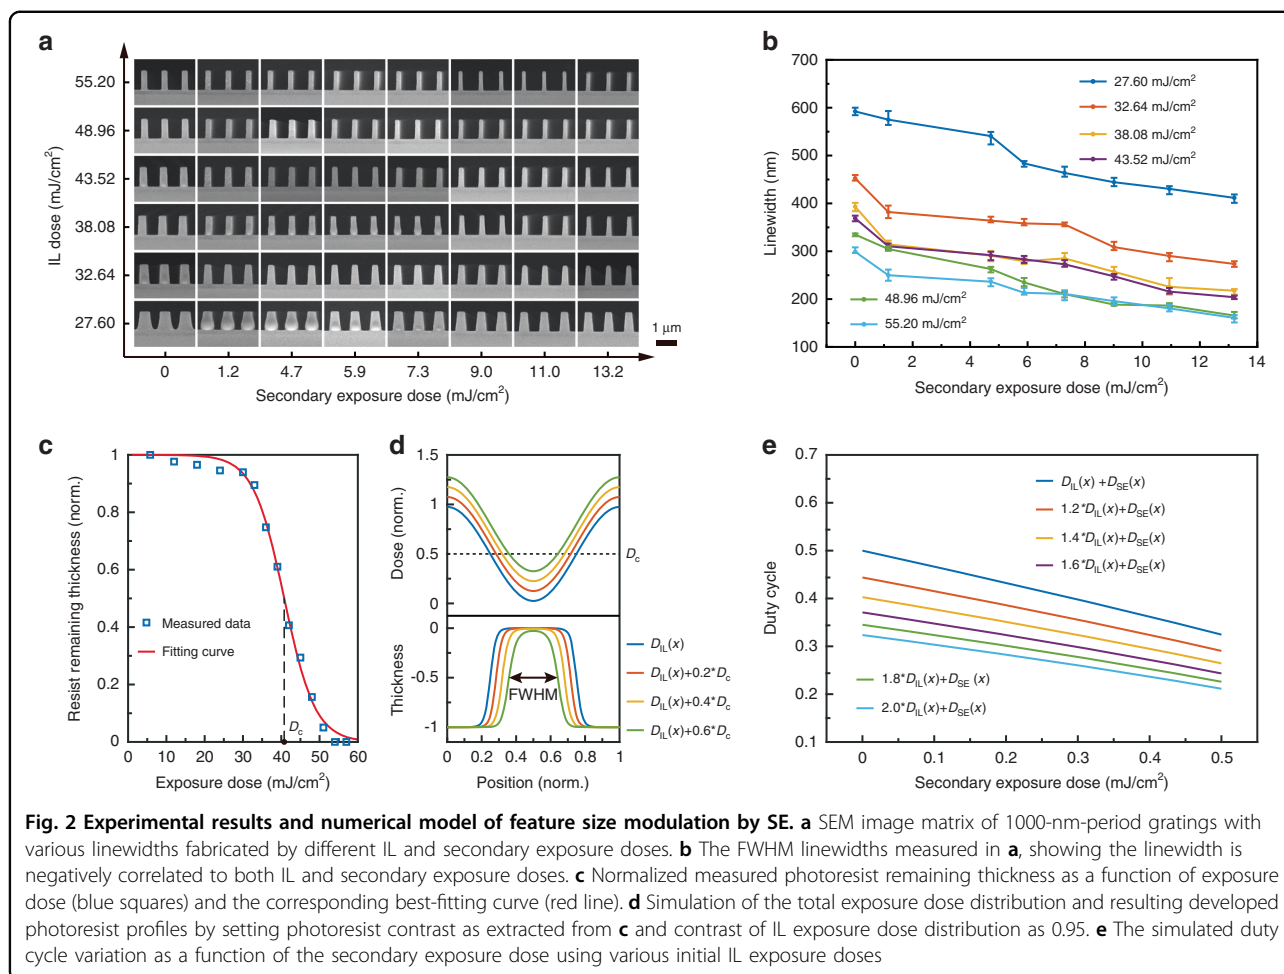 a
IL dose (mJ/cm²)
55.20
48.96
43.52
38.08
32.64
27.60
0 1.2 4.7 5.9 7.3 9.0 11.0 13.2
Secondary exposure dose (mJ/cm²)
1 μm
b
Linewidth (nm)
700
600
500
400
300
200
100
27.60 mJ/cm²
32.64 mJ/cm²
38.08 mJ/cm²
43.52 mJ/cm²
48.96 mJ/cm²
55.20 mJ/cm²
0 2 4 6 8 10 12 14
Secondary exposure dose (mJ/cm²)
c
Resist remaining thickness (norm.)
1
0.8
0.6
0.4
0.2
0
Measured data
Fitting curve
Dc
0 10 20 30 40 50 60
Exposure dose (mJ/cm²)
d
Dose (norm.)
1.5
1
0.5
0
Dc
Thickness
0
-0.5
-1
FWHM
DIL(x)
DIL(x)+0.2*Dc
DIL(x)+0.4*Dc
DIL(x)+0.6*Dc
0 0.2 0.4 0.6 0.8 1
Position (norm.)
e
Duty cycle
0.7
0.6
0.5
0.4
0.3
0.2
0.1
DIL(x) +DSE(x)
1.2*DIL(x)+DSE(x)
1.4*DIL(x)+DSE(x)
1.6*DIL(x)+DSE(x)
1.8*DIL(x)+DSE (x)
2.0*DIL(x)+DSE(x)
0 0.1 0.2 0.3 0.4 0.5
Secondary exposure dose (mJ/cm²)
Fig. 2 Experimental results and numerical model of feature size modulation by SE. a SEM image matrix of 1000-nm-period gratings with
various linewidths fabricated by different IL and secondary exposure doses. b The FWHM linewidths measured in a, showing the linewidth is
negatively correlated to both IL and secondary exposure doses. c Normalized measured photoresist remaining thickness as a function of exposure
dose (blue squares) and the corresponding best-fitting curve (red line). d Simulation of the total exposure dose distribution and resulting developed
photoresist profiles by setting photoresist contrast as extracted from c and contrast of IL exposure dose distribution as 0.95. e The simulated duty
cycle variation as a function of the secondary exposure dose using various initial IL exposure doses